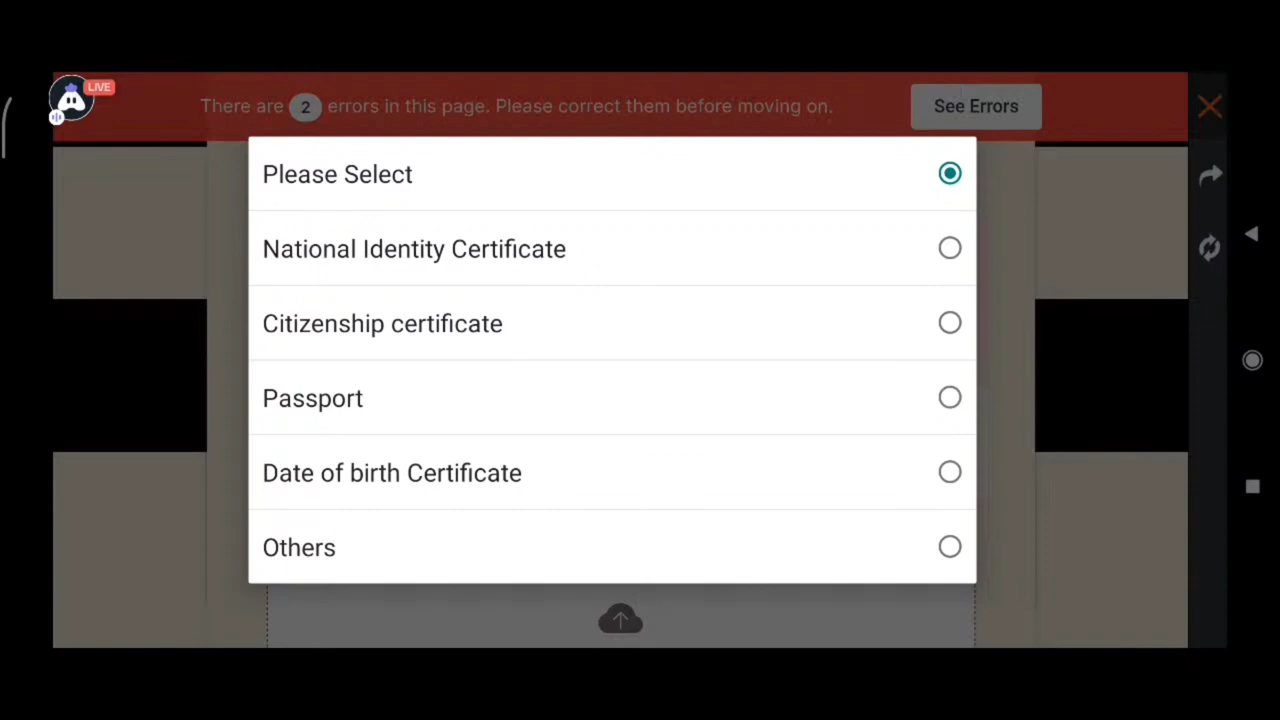 LIVE
There are 2 errors in this page. Please correct them before moving on.
See Errors
Please Select
National Identity Certificate
Citizenship certificate
Passport
Date of birth Certificate
Others